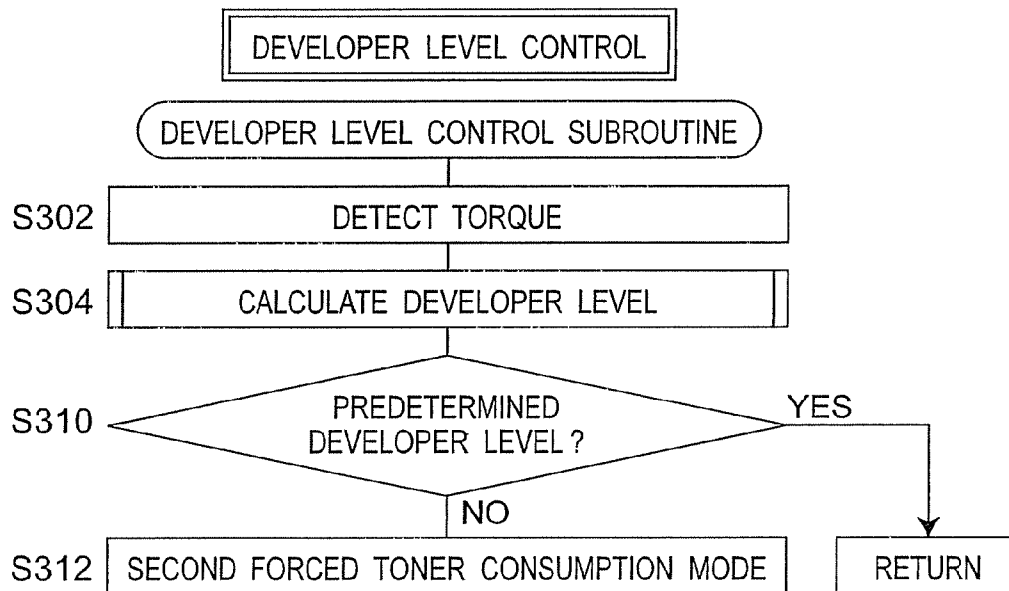 DEVELOPER LEVEL CONTROL
DEVELOPER LEVEL CONTROL SUBROUTINE
S302
DETECT TORQUE
S304
CALCULATE DEVELOPER LEVEL
S310
PREDETERMINED
DEVELOPER LEVEL?
YES
NO
S312
SECOND FORCED TONER CONSUMPTION MODE
RETURN